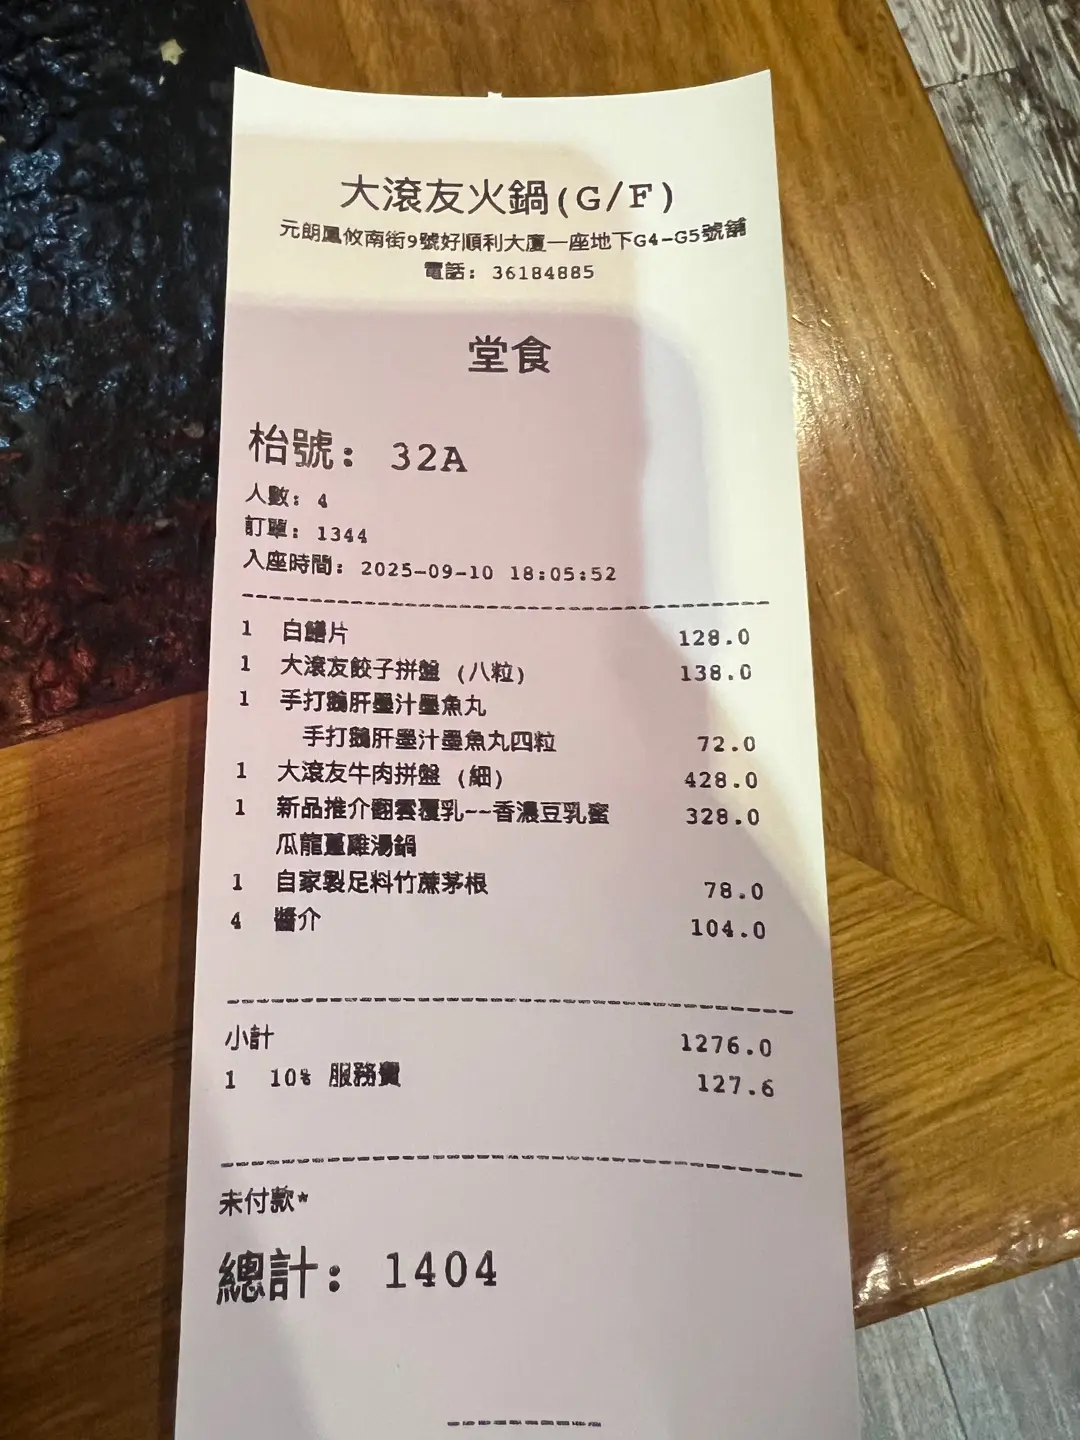 大滾友火鍋(G/F)
元朗鳳攸南街9號好順利大廈一座地下G4-G5號舖
電話: 36184885
堂食
枱號: 32A
人數: 4
訂單: 1344
入座時間: 2025-09-10 18:05:52
1 白鱔片 128.0
1 大滾友餃子拼盤 (八粒) 138.0
1 手打鵝肝墨汁墨魚丸
手打鵝肝墨汁墨魚丸四粒 72.0
1 大滾友牛肉拼盤 (細) 428.0
1 新品推介翻雲覆乳~~香濃豆乳蜜 328.0
瓜龍躉雞湯鍋
1 自家製足料竹蔗茅根 78.0
4 醬介 104.0
小計 1276.0
1 10% 服務費 127.6
未付款*
總計: 1404